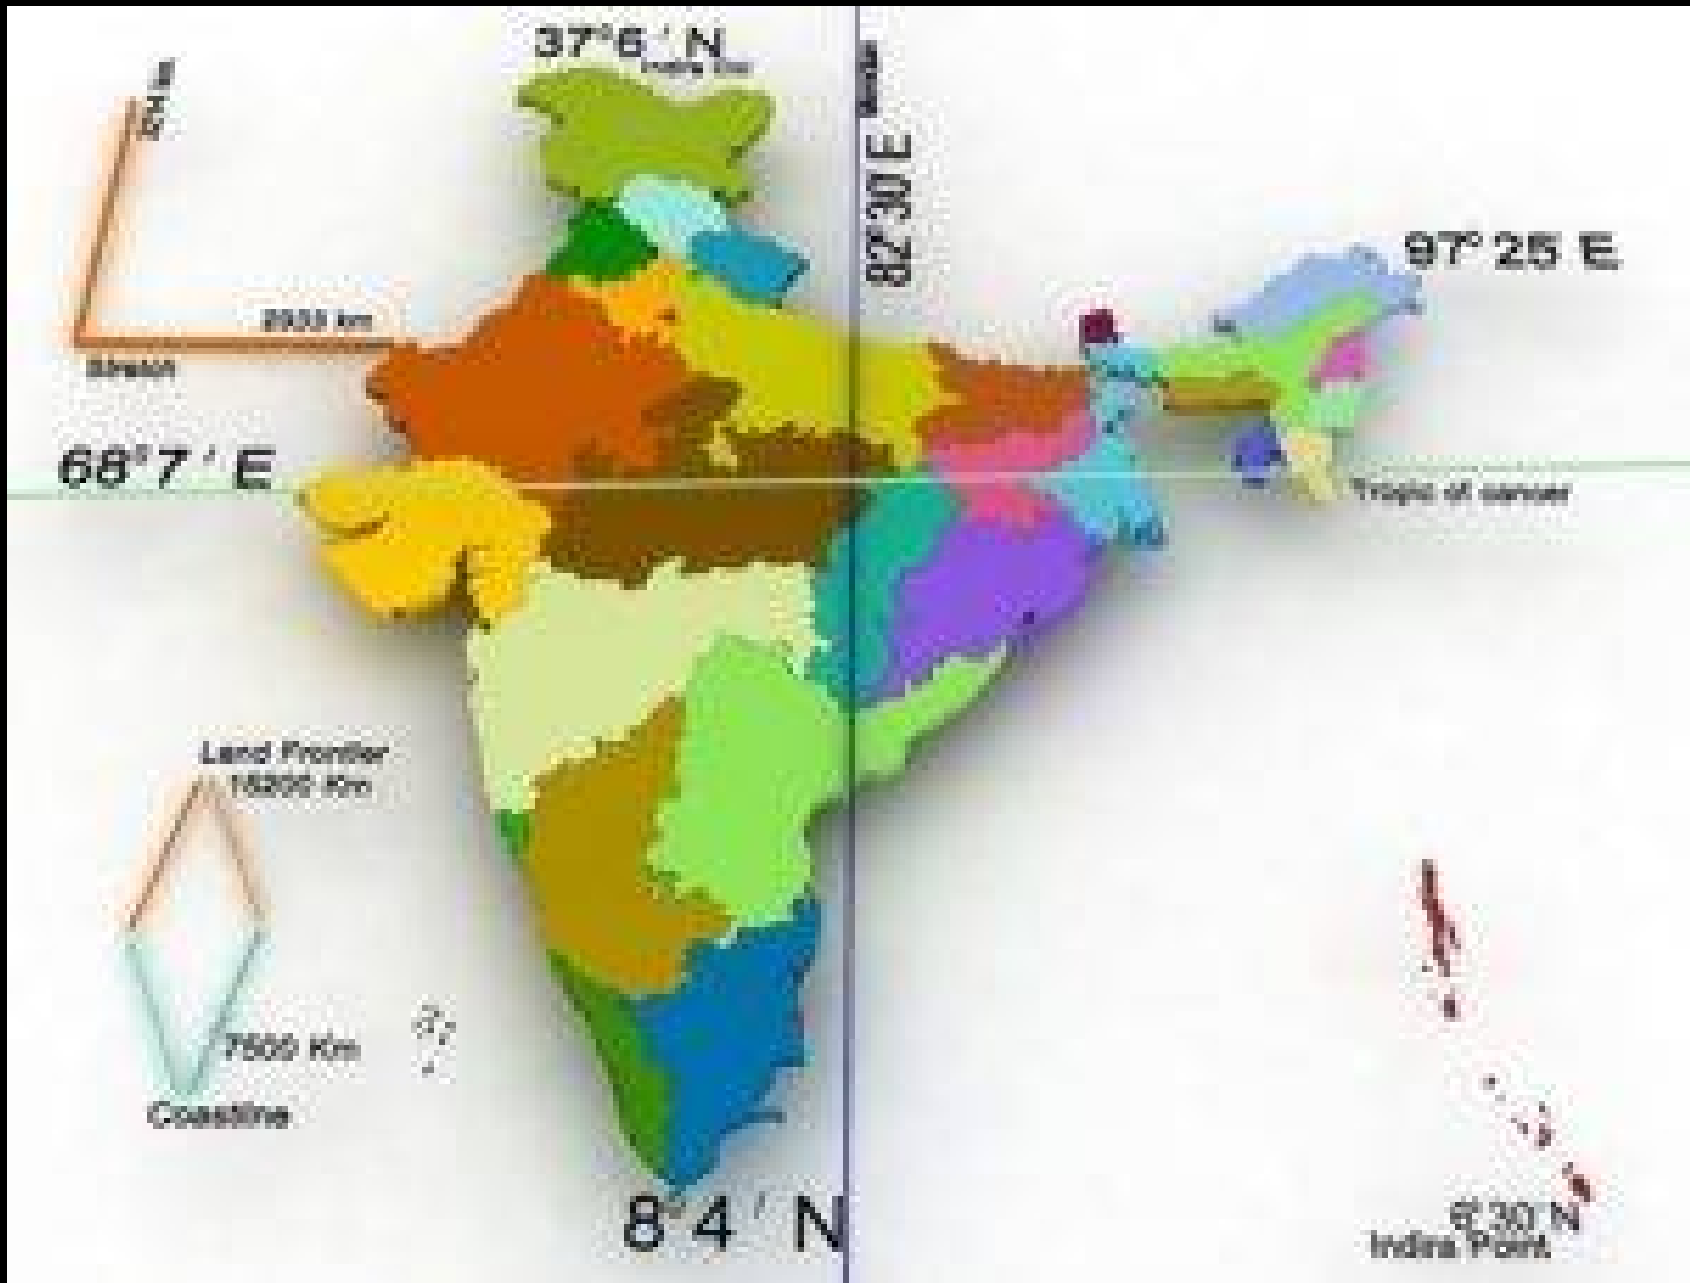 37°6' N
82°30 E
97° 25 E
2933 km
Stretch
68°7' E
Tropic of cancer
Land Frontier
15200 Km
7500 Km
Coastline
8°4' N
6°30'N
Indira Point